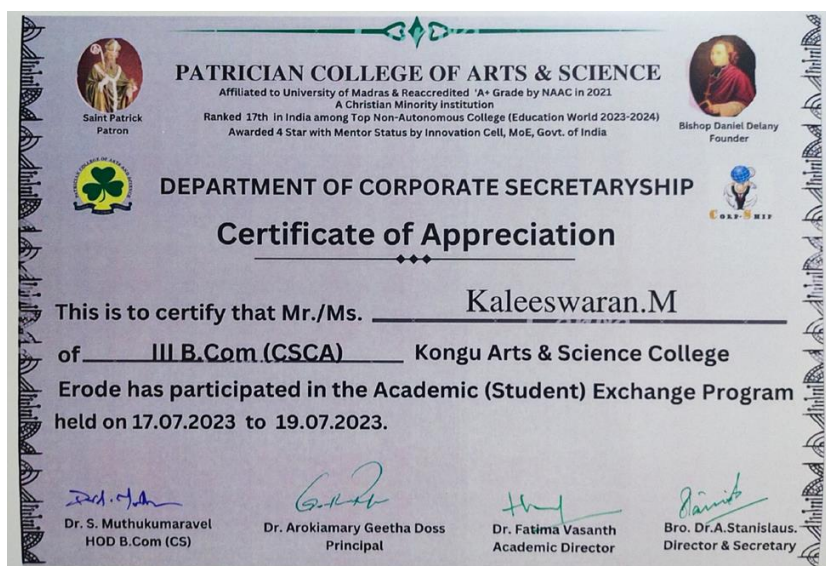 PATRICIAN COLLEGE OF ARTS & SCIENCE
Affiliated to University of Madras & Reaccredited 'A+ Grade by NAAC in 2021
A Christian Minority institution
Ranked 17th in India among Top Non-Autonomous College (Education World 2023-2024)
Awarded 4 Star with Mentor Status by Innovation Cell, MoE, Govt. of India
Saint Patrick
Patron
Bishop Daniel Delany
Founder
DEPARTMENT OF CORPORATE SECRETARYSHIP
CORP-SHIP
Certificate of Appreciation
This is to certify that Mr./Ms. Kaleeswaran.M
of III B.Com (CSCA) Kongu Arts & Science College
Erode has participated in the Academic (Student) Exchange Program
held on 17.07.2023 to 19.07.2023.
Dr. S. Muthukumaravel
HOD B.Com (CS)
Dr. Arokiamary Geetha Doss
Principal
Dr. Fatima Vasanth
Academic Director
Bro. Dr.A.Stanislaus.
Director & Secretary